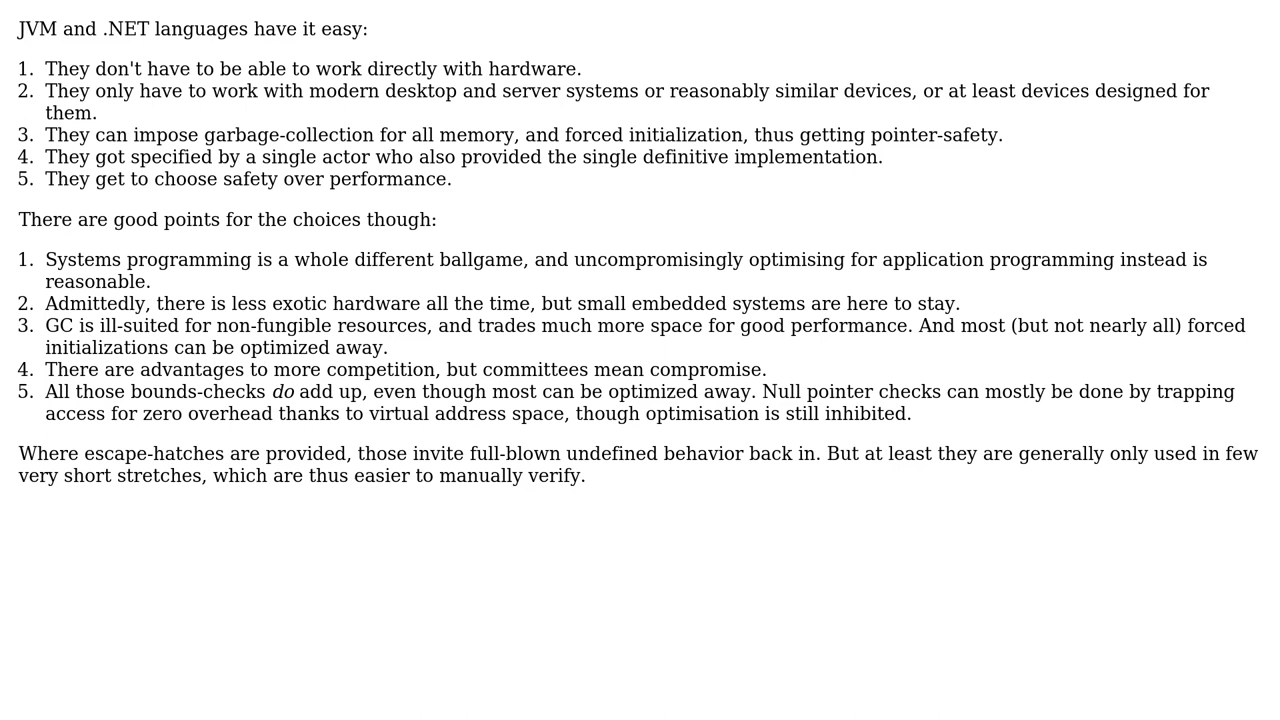 JVM and .NET languages have it easy:
1. They don't have to be able to work directly with hardware.
2. They only have to work with modern desktop and server systems or reasonably similar devices, or at least devices designed for
them.
3. They can impose garbage-collection for all memory, and forced initialization, thus getting pointer-safety.
4. They got specified by a single actor who also provided the single definitive implementation.
5. They get to choose safety over performance.
There are good points for the choices though:
1. Systems programming is a whole different ballgame, and uncompromisingly optimising for application programming instead is
reasonable.
2. Admittedly, there is less exotic hardware all the time, but small embedded systems are here to stay.
3. GC is ill-suited for non-fungible resources, and trades much more space for good performance. And most (but not nearly all) forced
initializations can be optimized away.
4. There are advantages to more competition, but committees mean compromise.
5. All those bounds-checks do add up, even though most can be optimized away. Null pointer checks can mostly be done by trapping
access for zero overhead thanks to virtual address space, though optimisation is still inhibited.
Where escape-hatches are provided, those invite full-blown undefined behavior back in. But at least they are generally only used in few
very short stretches, which are thus easier to manually verify.